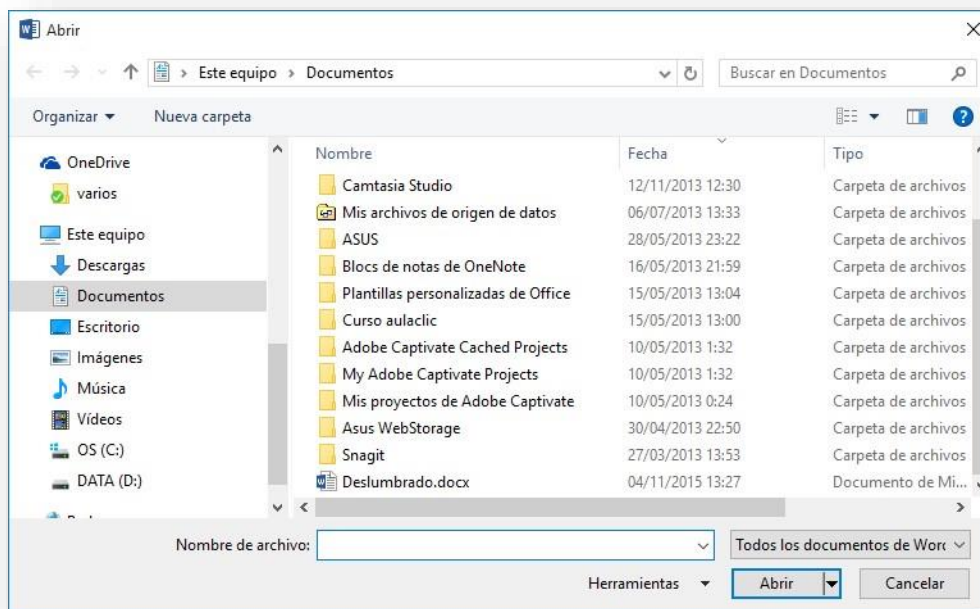 Abrir
Este equipo > Documentos
Buscar en Documentos
Organizar
Nueva carpeta
Nombre
Fecha
Tipo
OneDrive
varios
Este equipo
Descargas
Documentos
Escritorio
Imágenes
Música
Vídeos
OS (C:)
DATA (D:)
Camtasia Studio 12/11/2013 12:30 Carpeta de archivos
Mis archivos de origen de datos 06/07/2013 13:33 Carpeta de archivos
ASUS 28/05/2013 23:22 Carpeta de archivos
Blocs de notas de OneNote 16/05/2013 21:59 Carpeta de archivos
Plantillas personalizadas de Office 15/05/2013 13:04 Carpeta de archivos
Curso aulaclic 15/05/2013 13:00 Carpeta de archivos
Adobe Captivate Cached Projects 10/05/2013 1:32 Carpeta de archivos
My Adobe Captivate Projects 10/05/2013 1:32 Carpeta de archivos
Mis proyectos de Adobe Captivate 10/05/2013 0:24 Carpeta de archivos
Asus WebStorage 30/04/2013 22:50 Carpeta de archivos
Snagit 27/03/2013 13:53 Carpeta de archivos
Deslumbrado.docx 04/11/2015 13:27 Documento de Mi...
Nombre de archivo:
Todos los documentos de Word
Herramientas
Abrir
Cancelar